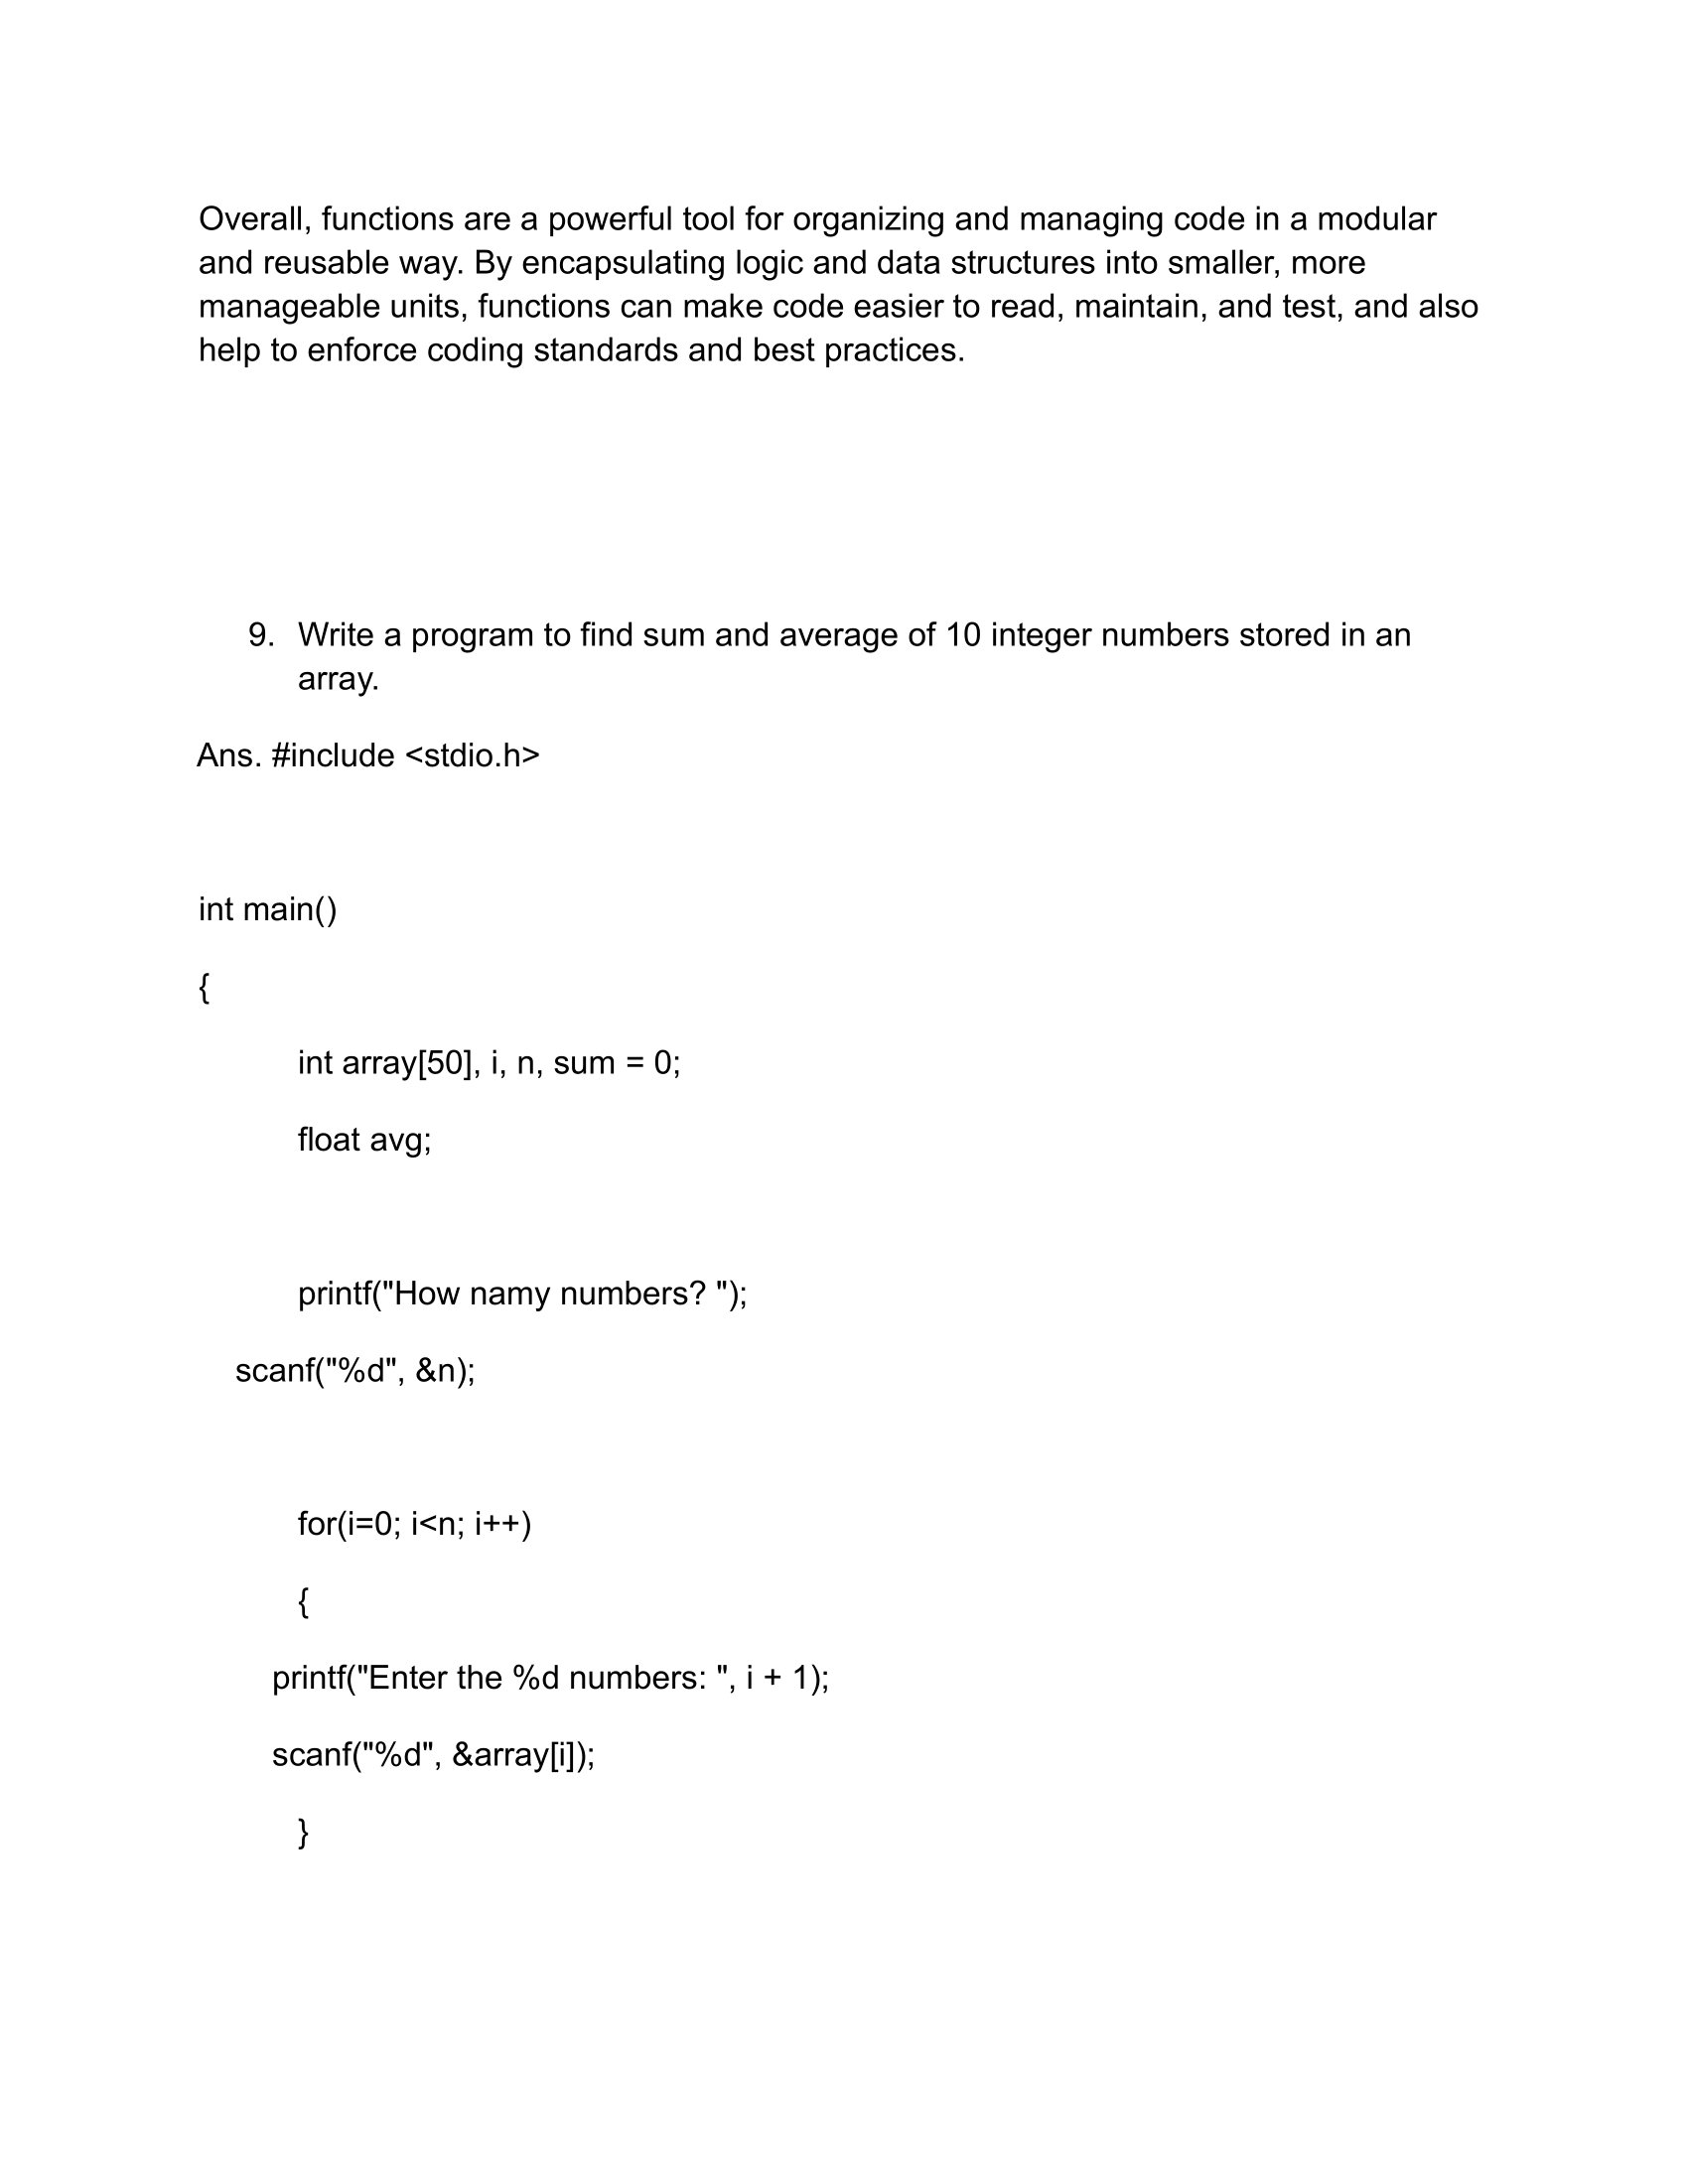 Overall, functions are a powerful tool for organizing and managing code in a modular
and reusable way. By encapsulating logic and data structures into smaller, more
manageable units, functions can make code easier to read, maintain, and test, and also
help to enforce coding standards and best practices.
9. Write a program to find sum and average of 10 integer numbers stored in an
array.
Ans. #include <stdio.h>
int main()
{
int array[50], i, n, sum = 0;
float avg;
printf("How namy numbers? ");
scanf("%d", &n);
for(i=0; i<n; i++)
{
printf("Enter the %d numbers: ", i + 1);
scanf("%d", &array[i]);
}